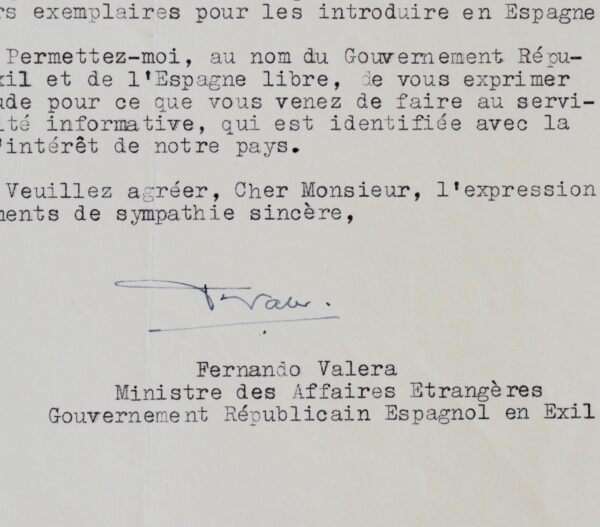 rs exemplaires pour les introduire en Espagne
Permettez-moi, au nom du Gouvernement Répu-
xil et de l'Espagne libre, de vous exprimer
ude pour ce que vous venez de faire au servi-
ité informative, qui est identifiée avec la
'intérêt de notre pays.
Veuillez agréer, Cher Monsieur, l'expression
ments de sympathie sincère,
F. Valera.
Fernando Valera
Ministre des Affaires Etrangères
Gouvernement Républicain Espagnol en Exil